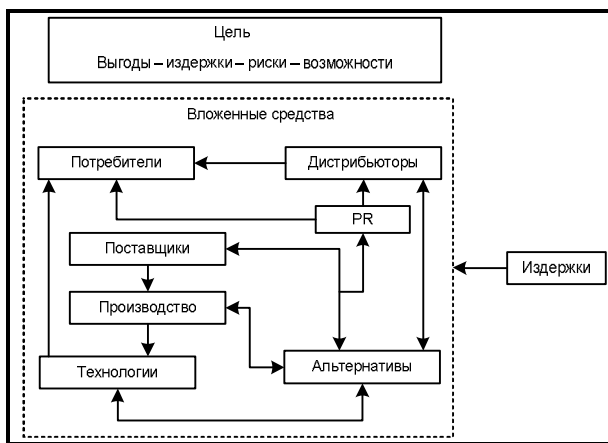 Цель
Выгоды – издержки – риски – возможности
Вложенные средства
Потребители
Дистрибьюторы
PR
Поставщики
Издержки
Производство
Технологии
Альтернативы